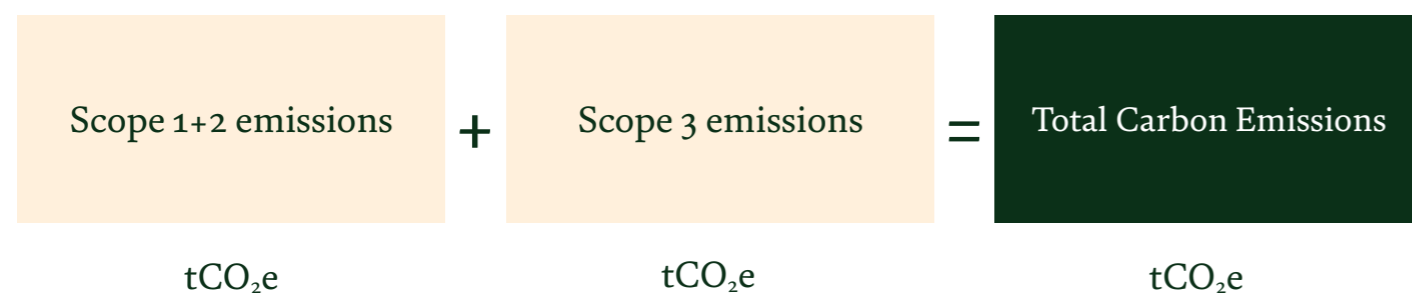 Scope 1+2 emissions + Scope 3 emissions = Total Carbon Emissions
tCO₂e tCO₂e tCO₂e